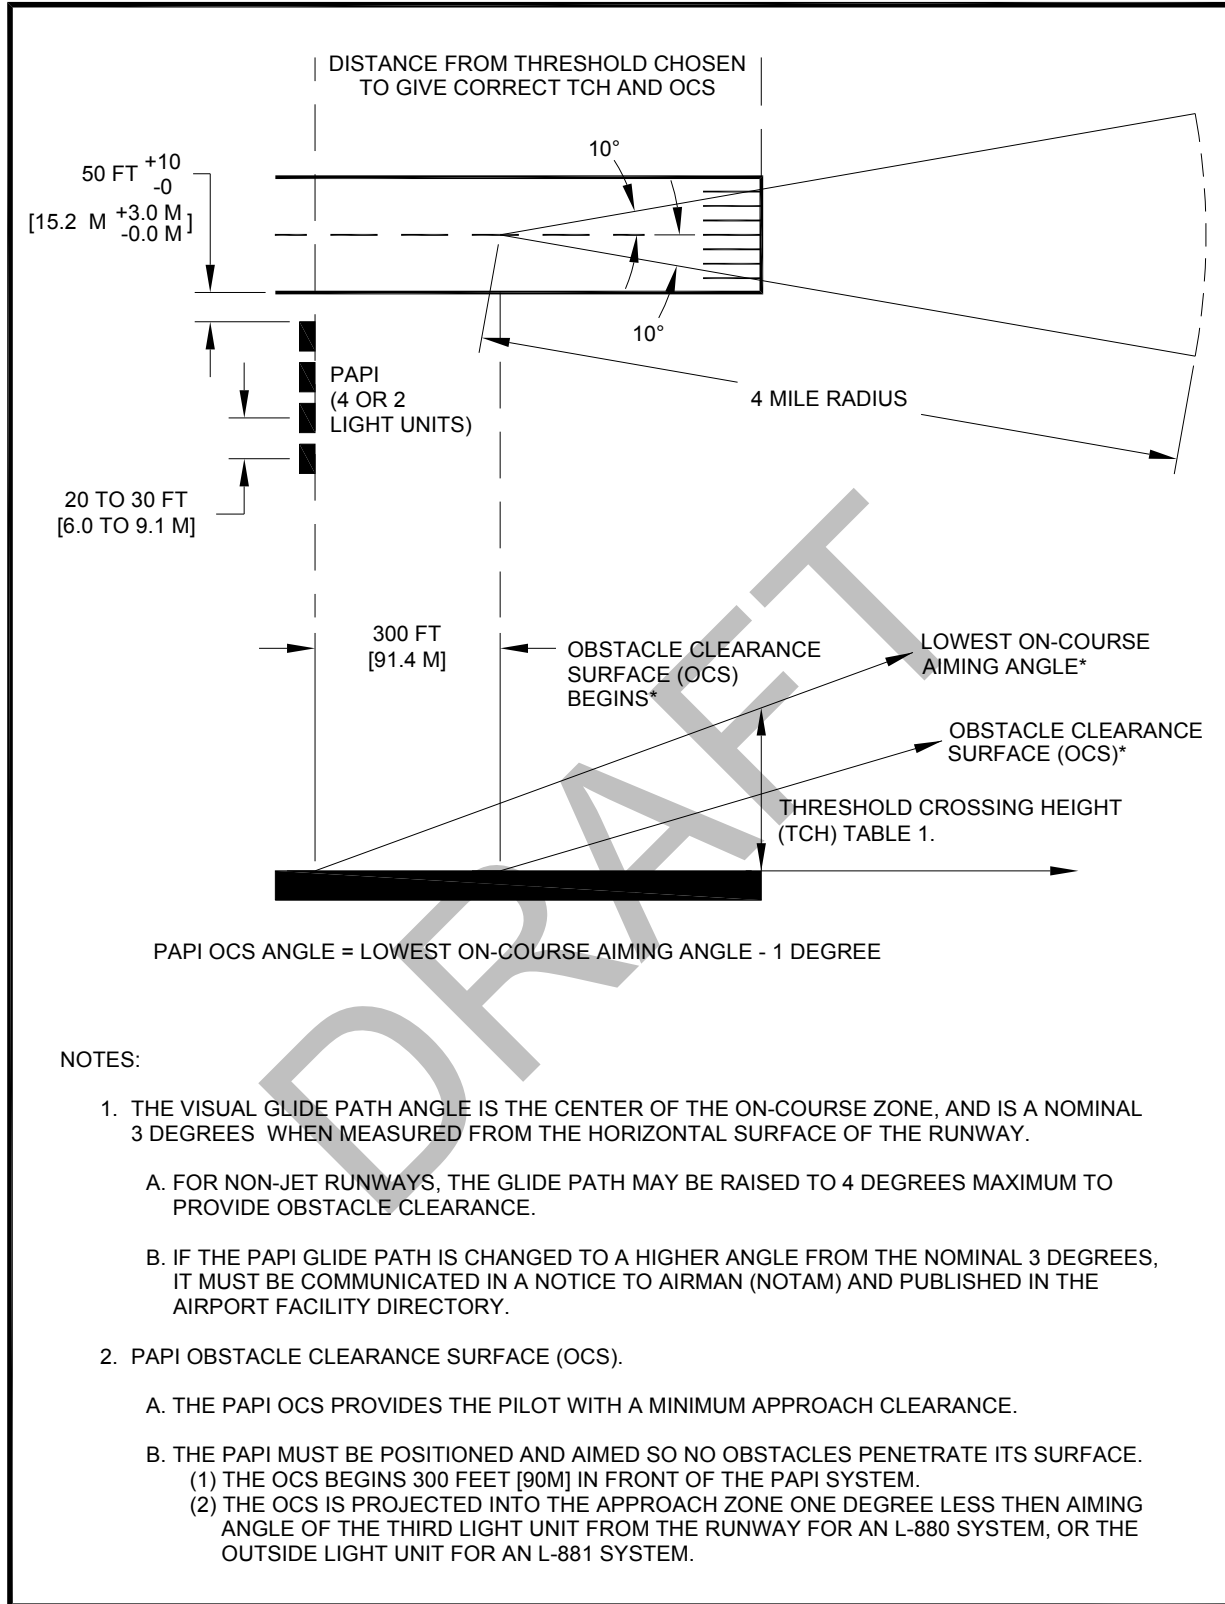 DISTANCE FROM THRESHOLD CHOSEN
TO GIVE CORRECT TCH AND OCS
10°
50 FT +10
-0
[15.2 M +3.0 M
-0.0 M]
10°
PAPI
(4 OR 2
LIGHT UNITS)
4 MILE RADIUS
20 TO 30 FT
[6.0 TO 9.1 M]
300 FT
[91.4 M]
OBSTACLE CLEARANCE
SURFACE (OCS)
BEGINS*
LOWEST ON-COURSE
AIMING ANGLE*
OBSTACLE CLEARANCE
SURFACE (OCS)*
THRESHOLD CROSSING HEIGHT
(TCH) TABLE 1.
DRAFT
PAPI OCS ANGLE = LOWEST ON-COURSE AIMING ANGLE - 1 DEGREE
NOTES:
1. THE VISUAL GLIDE PATH ANGLE IS THE CENTER OF THE ON-COURSE ZONE, AND IS A NOMINAL
3 DEGREES WHEN MEASURED FROM THE HORIZONTAL SURFACE OF THE RUNWAY.
A. FOR NON-JET RUNWAYS, THE GLIDE PATH MAY BE RAISED TO 4 DEGREES MAXIMUM TO
PROVIDE OBSTACLE CLEARANCE.
B. IF THE PAPI GLIDE PATH IS CHANGED TO A HIGHER ANGLE FROM THE NOMINAL 3 DEGREES,
IT MUST BE COMMUNICATED IN A NOTICE TO AIRMAN (NOTAM) AND PUBLISHED IN THE
AIRPORT FACILITY DIRECTORY.
2. PAPI OBSTACLE CLEARANCE SURFACE (OCS).
A. THE PAPI OCS PROVIDES THE PILOT WITH A MINIMUM APPROACH CLEARANCE.
B. THE PAPI MUST BE POSITIONED AND AIMED SO NO OBSTACLES PENETRATE ITS SURFACE.
(1) THE OCS BEGINS 300 FEET [90M] IN FRONT OF THE PAPI SYSTEM.
(2) THE OCS IS PROJECTED INTO THE APPROACH ZONE ONE DEGREE LESS THEN AIMING
ANGLE OF THE THIRD LIGHT UNIT FROM THE RUNWAY FOR AN L-880 SYSTEM, OR THE
OUTSIDE LIGHT UNIT FOR AN L-881 SYSTEM.